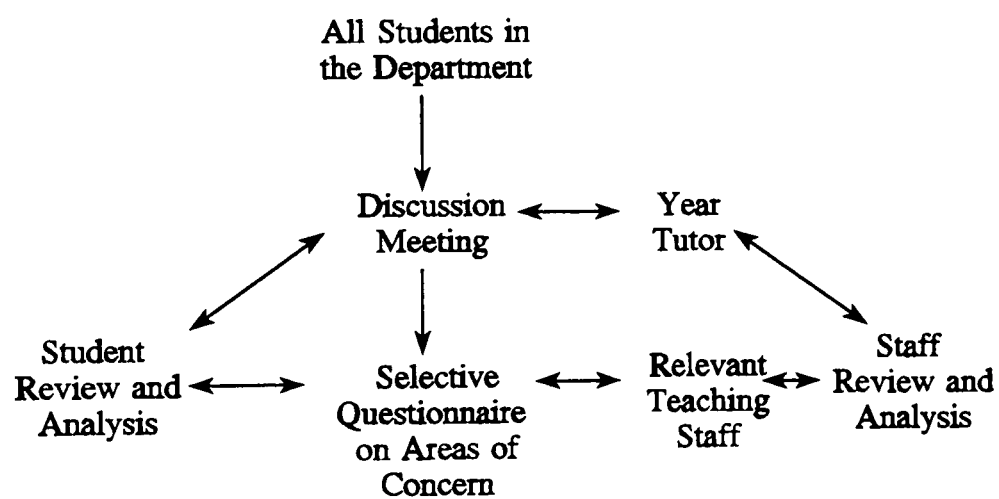 All Students in
the Department
Discussion
Meeting
Year
Tutor
Student
Review and
Analysis
Selective
Questionnaire
on Areas of
Concern
Relevant
Teaching
Staff
Staff
Review and
Analysis